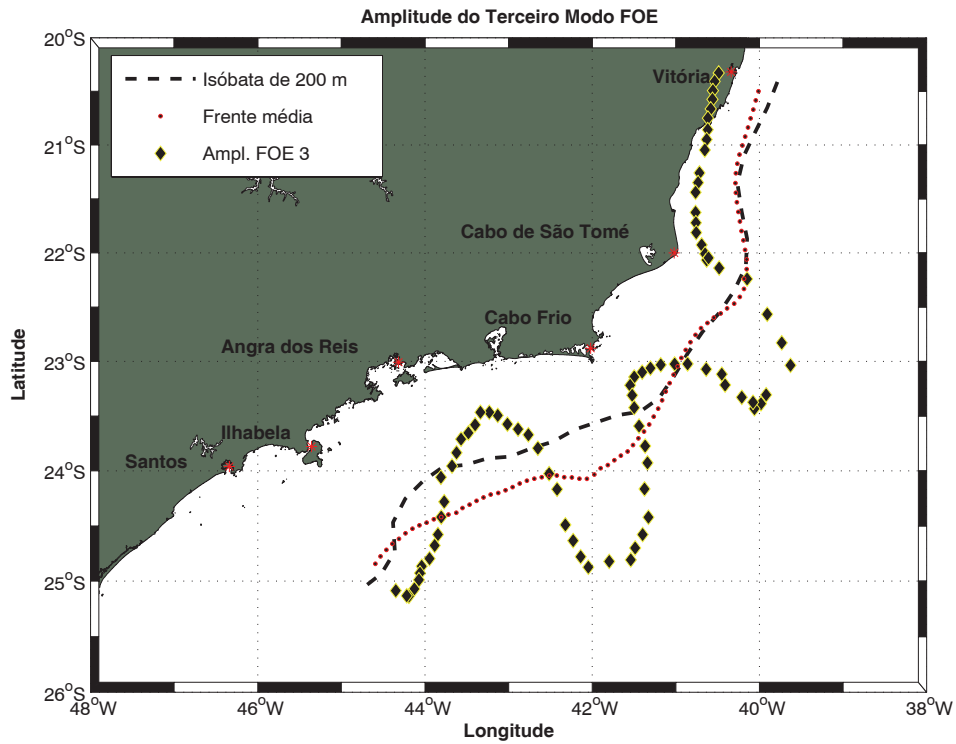 Amplitude do Terceiro Modo FOE
20°S
Isóbata de 200 m
Frente média
Ampl. FOE 3
Vitória
21°S
Cabo de São Tomé
22°S
Cabo Frio
Angra dos Reis
23°S
Ilhabela
Santos
24°S
25°S
26°S
Latitude
48°W 46°W 44°W 42°W 40°W 38°W
Longitude